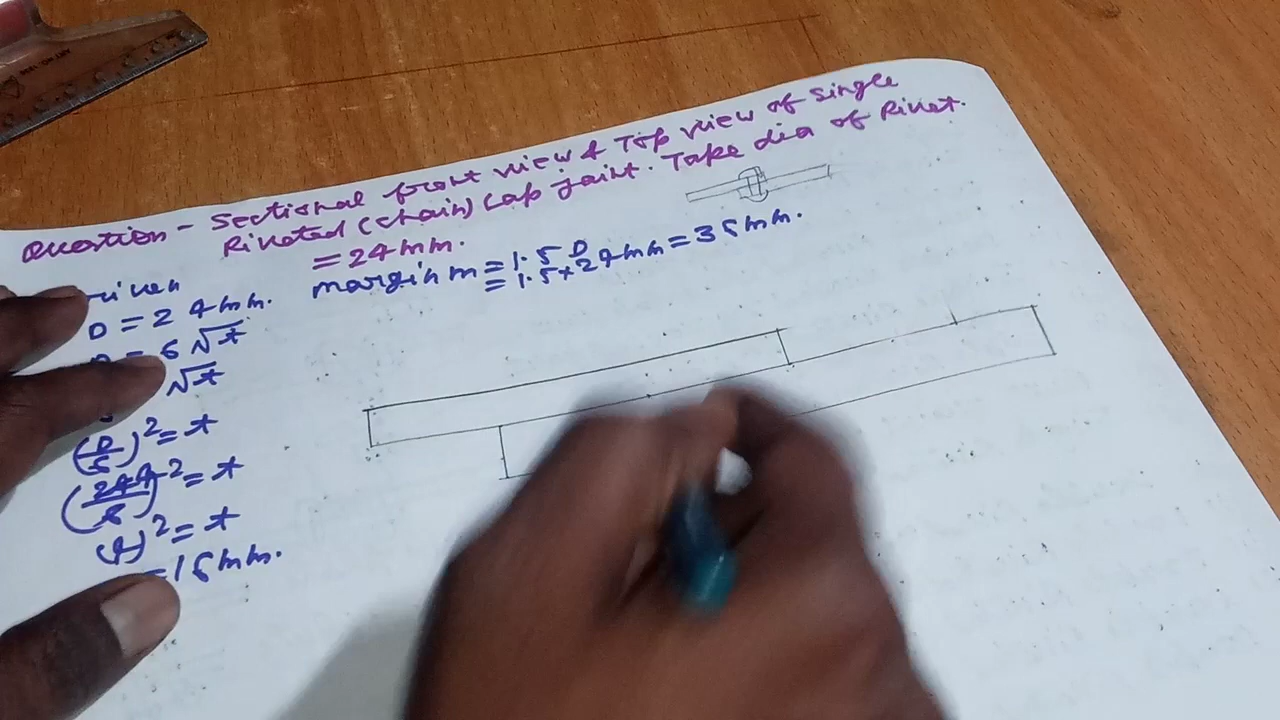 Question - Sectional front view & Top view of Single
Riveted (chain) Lap joint. Take dia of Rivet.
= 24 mm.
margin m = 1.5 D
= 1.5 × 24 mm = 36 mm.
D = 24 mm.
6 √t
√t
(D/6)² = t
(24/6)² = t
(4)² = t
= 16 mm.